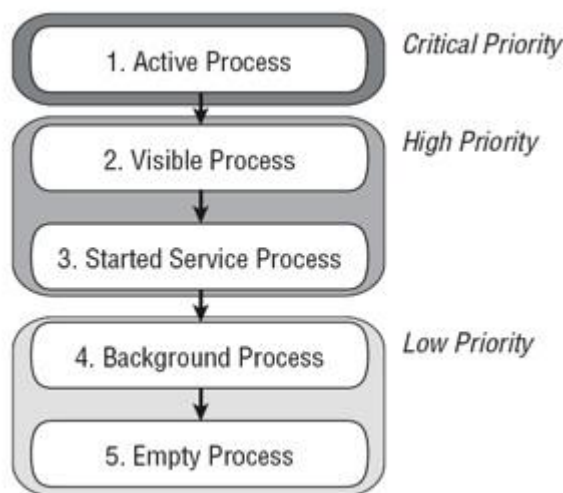 1. Active Process
Critical Priority
2. Visible Process
High Priority
3. Started Service Process
4. Background Process
Low Priority
5. Empty Process